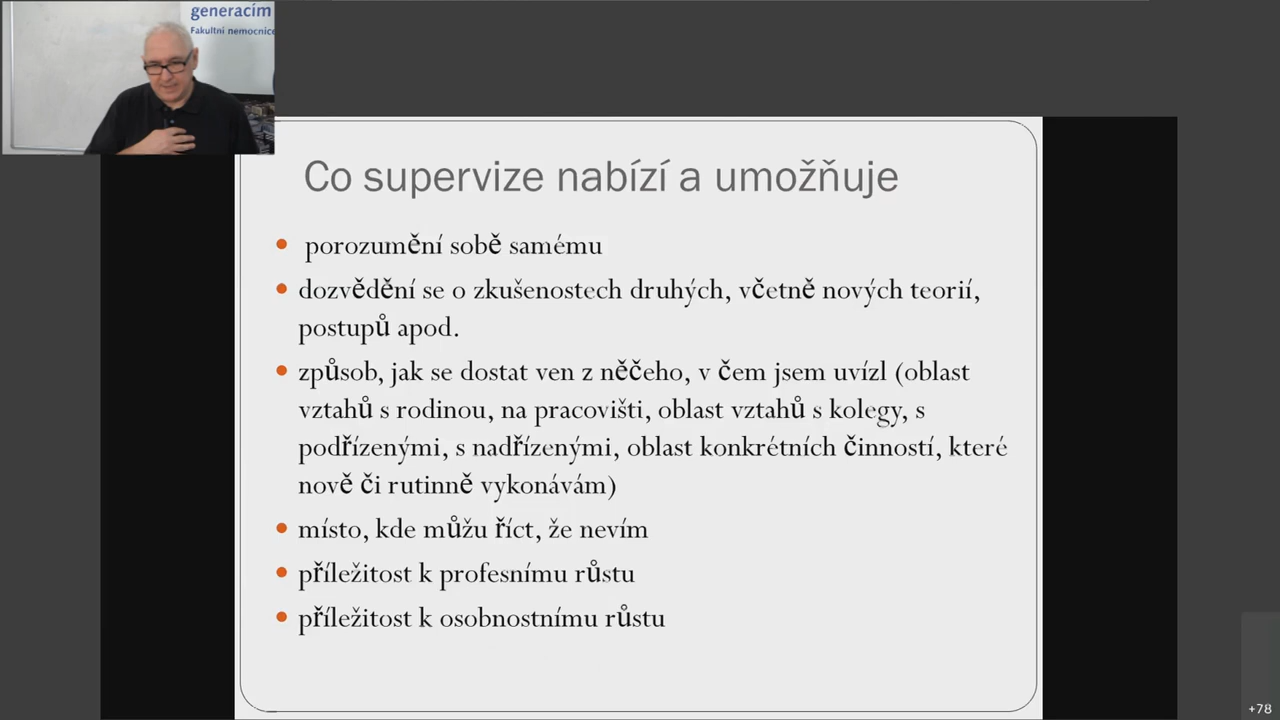 generacím
Fakultní nemocnice
Co supervize nabízí a umožňuje
porozumění sobě samému
dozvědění se o zkušenostech druhých, včetně nových teorií,
postupů apod.
způsob, jak se dostat ven z něčeho, v čem jsem uvízl (oblast
vztahů s rodinou, na pracovišti, oblast vztahů s kolegy, s
podřízenými, s nadřízenými, oblast konkrétních činností, které
nově či rutinně vykonávám)
místo, kde můžu říct, že nevím
příležitost k profesnímu růstu
příležitost k osobnostnímu růstu
+78